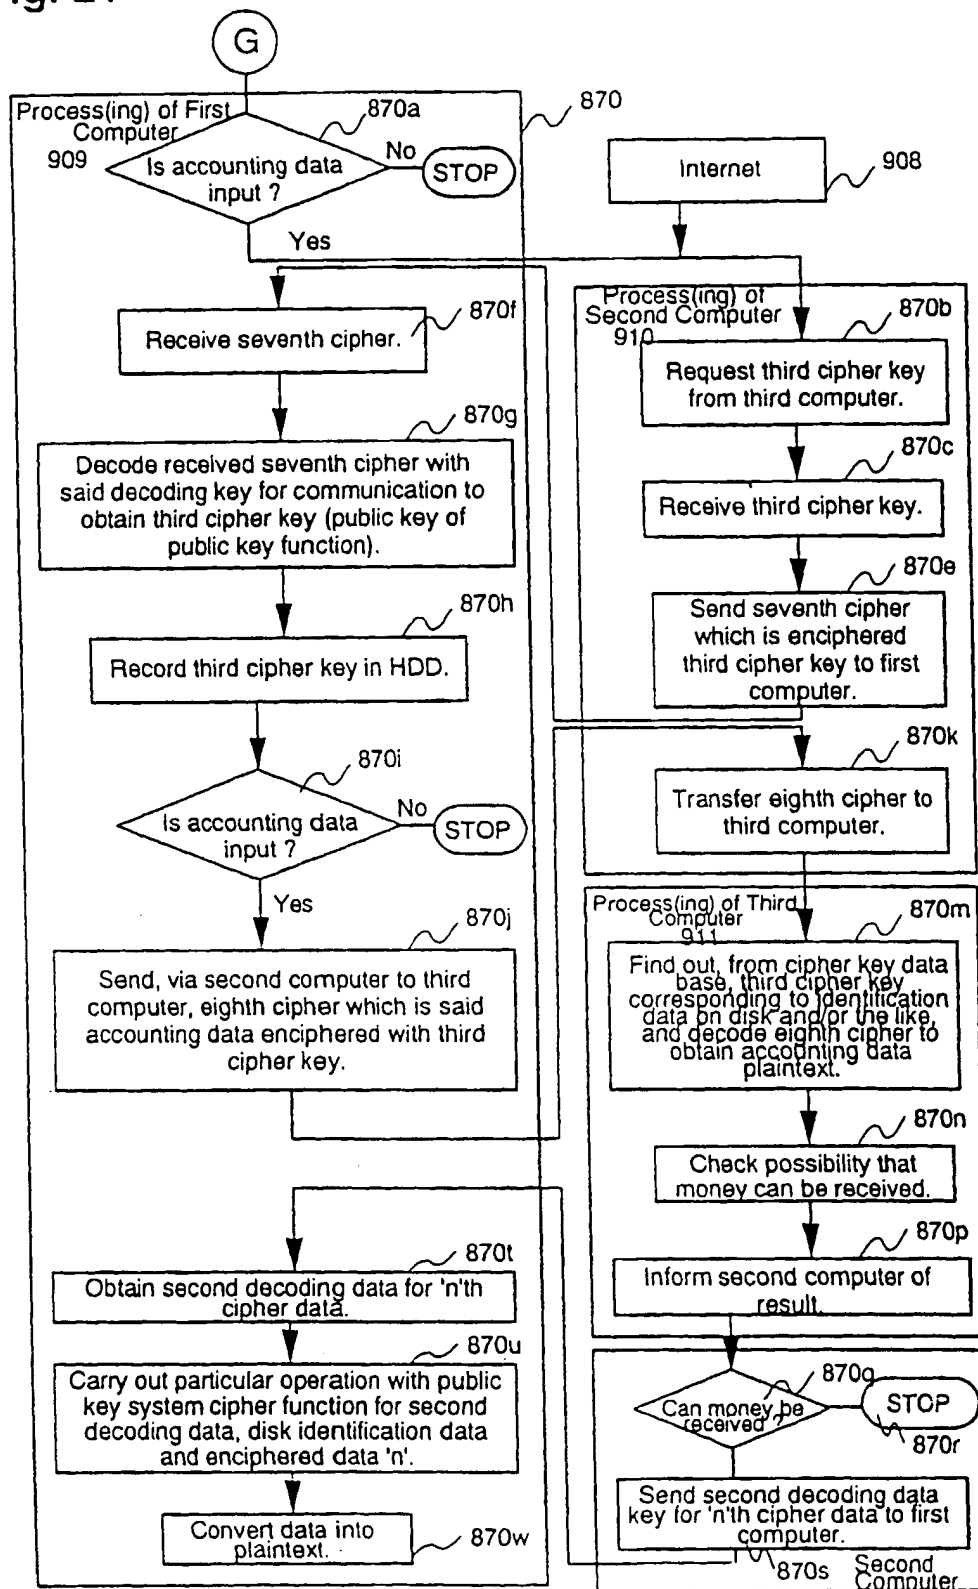 G
Process(ing) of First
Computer
909
870a
870
Is accounting data
input ?
No
STOP
Yes
Internet
908
Receive seventh cipher.
870f
Decode received seventh cipher with
said decoding key for communication to
obtain third cipher key (public key of
public key function).
870g
Record third cipher key in HDD.
870h
870i
Is accounting data
input ?
No
STOP
Yes
870j
Send, via second computer to third
computer, eighth cipher which is said
accounting data enciphered with third
cipher key.
870t
Obtain second decoding data for 'n'th
cipher data.
870u
Carry out particular operation with public
key system cipher function for second
decoding data, disk identification data
and enciphered data 'n'.
Convert data into
plaintext.
870w
Process(ing) of
Second Computer
910
870b
Request third cipher key
from third computer.
870c
Receive third cipher key.
870e
Send seventh cipher
which is enciphered
third cipher key to first
computer.
870k
Transfer eighth cipher to
third computer.
Process(ing) of Third
Computer
911
870m
Find out, from cipher key data
base, third cipher key
corresponding to identification
data on disk and/or the like,
and decode eighth cipher to
obtain accounting data
plaintext.
870n
Check possibility that
money can be received.
870p
Inform second computer of
result.
870q
Can money be
received ?
STOP
870r
Send second decoding data
key for 'n'th cipher data to first
computer.
870s
Second
Computer